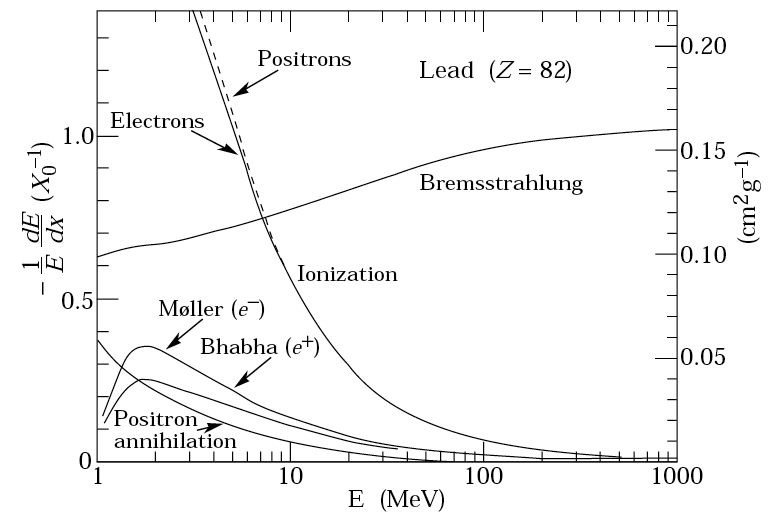 Positrons
Lead (Z = 82)
0.20
Electrons
1.0
0.15
Bremsstrahlung
− 1/E dE/dx (X₀⁻¹)
(cm²g⁻¹)
0.10
Ionization
0.5
Møller (e⁻)
Bhabha (e⁺)
0.05
Positron
annihilation
0
1 10 100 1000
E (MeV)